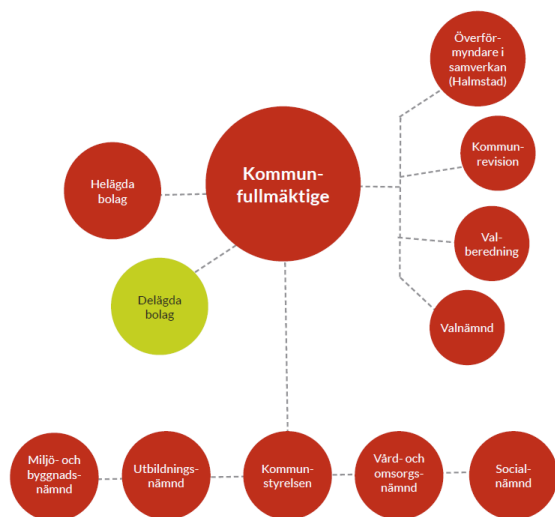 Överför-
myndare i
samverkan
(Halmstad)
Kommun-
revision
Kommun-
fullmäktige
Helägda
bolag
Val-
beredning
Delägda
bolag
Valnämnd
Miljö- och
byggnads-
nämnd
Utbildnings-
nämnd
Kommun-
styrelsen
Vård- och
omsorgs-
nämnd
Social-
nämnd